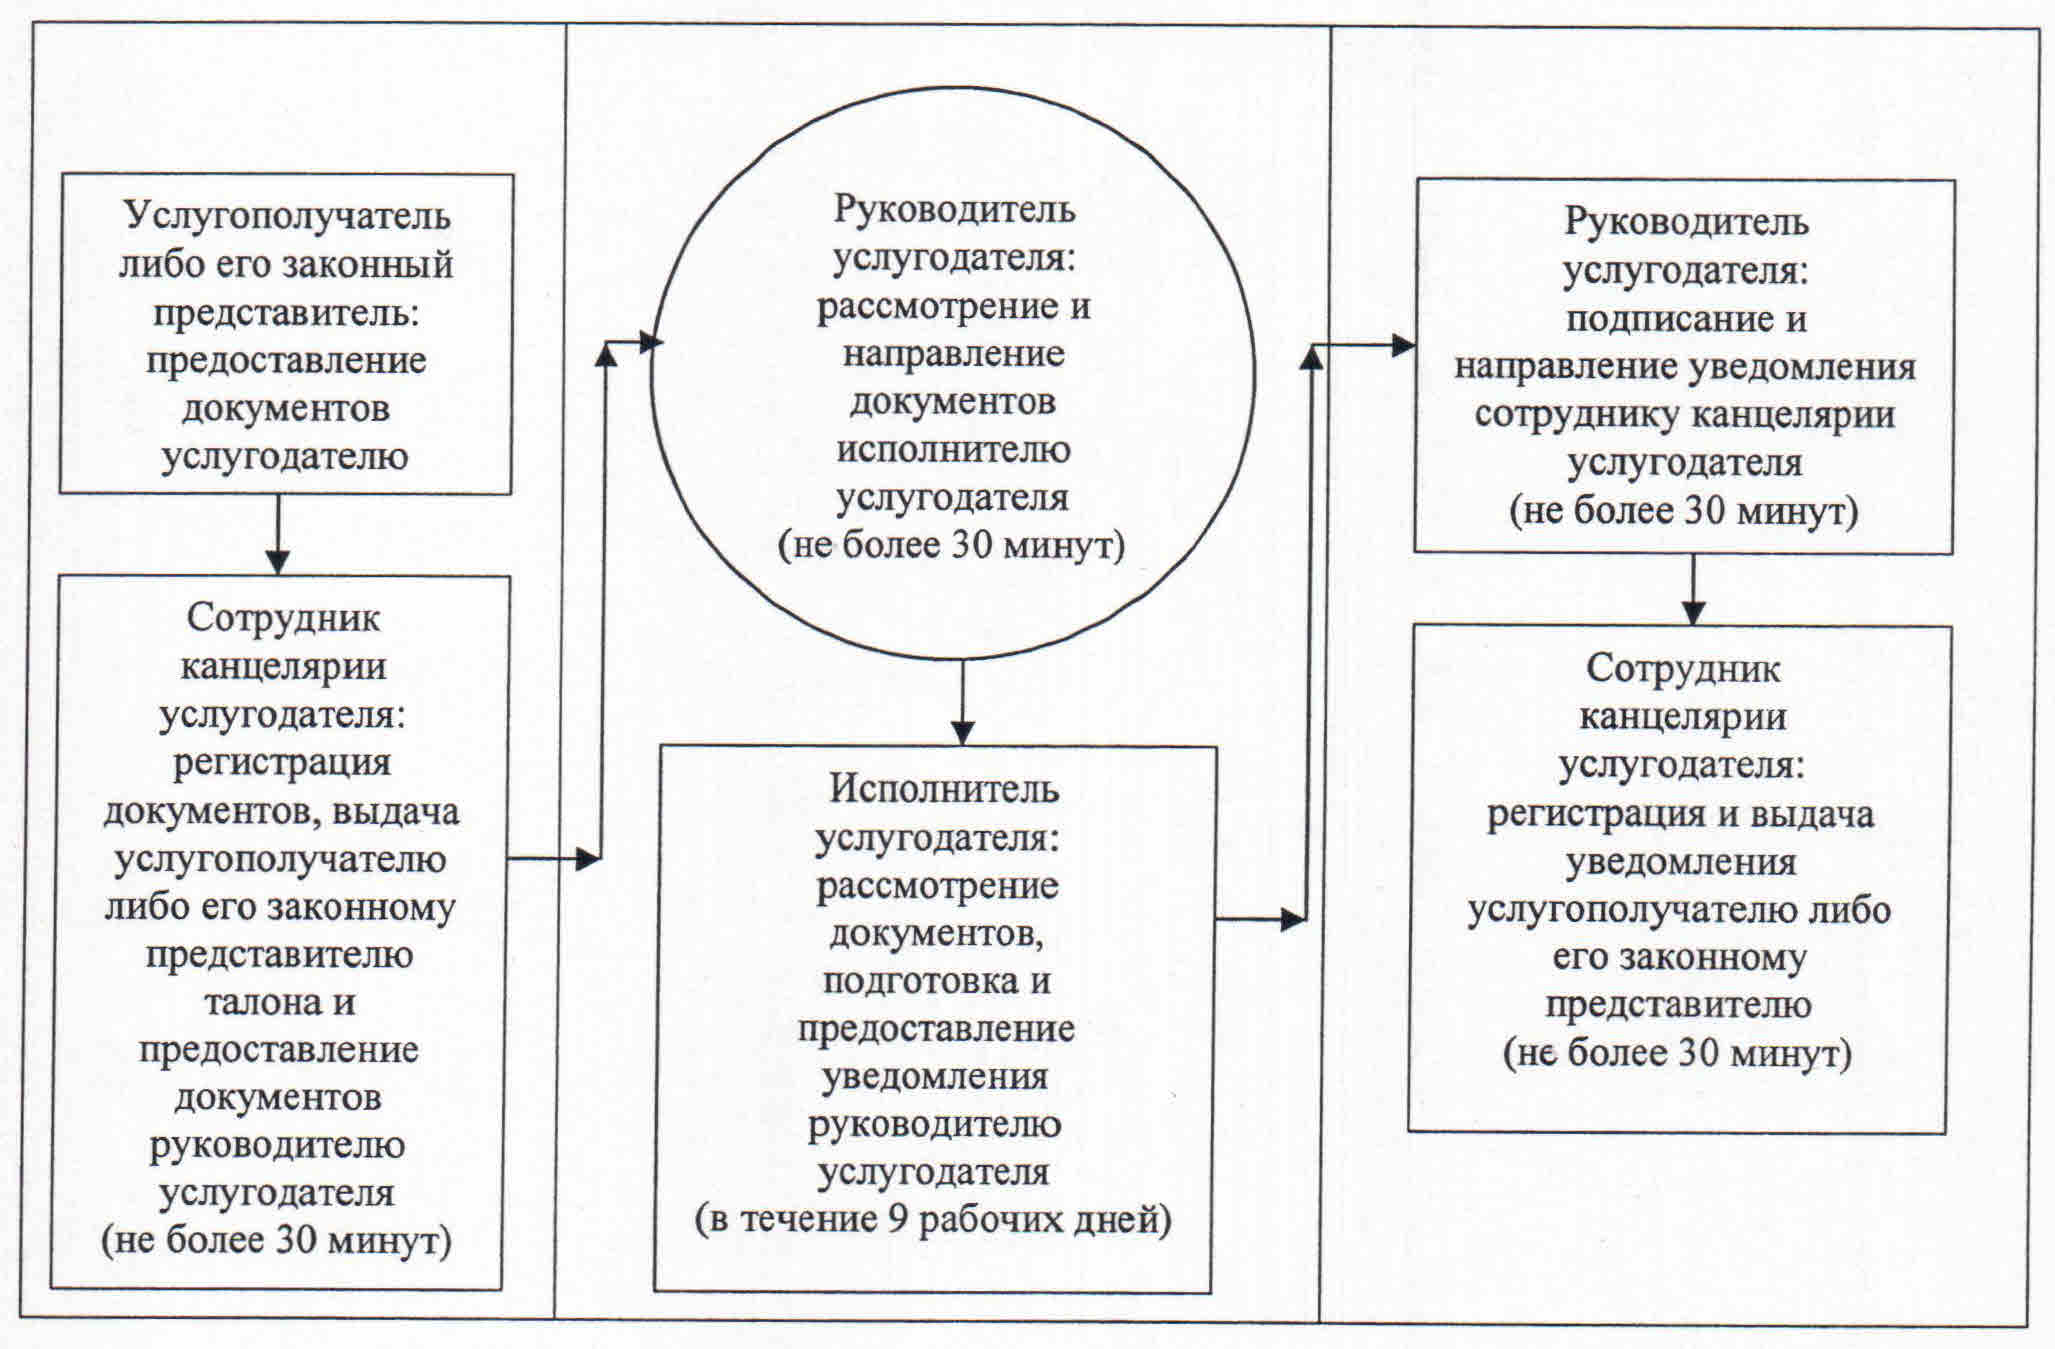 Услугополучатель
либо его законный
представитель:
предоставление
документов
услугодателю
Сотрудник
канцелярии
услугодателя:
регистрация
документов, выдача
услугополучателю
либо его законному
представителю
талона и
предоставление
документов
руководителю
услугодателя
(не более 30 минут)
Руководитель
услугодателя:
рассмотрение и
направление
документов
исполнителю
услугодателя
(не более 30 минут)
Исполнитель
услугодателя:
рассмотрение
документов,
подготовка и
предоставление
уведомления
руководителю
услугодателя
(в течение 9 рабочих дней)
Руководитель
услугодателя:
подписание и
направление уведомления
сотруднику канцелярии
услугодателя
(не более 30 минут)
Сотрудник
канцелярии
услугодателя:
регистрация и выдача
уведомления
услугополучателю либо
его законному
представителю
(не более 30 минут)